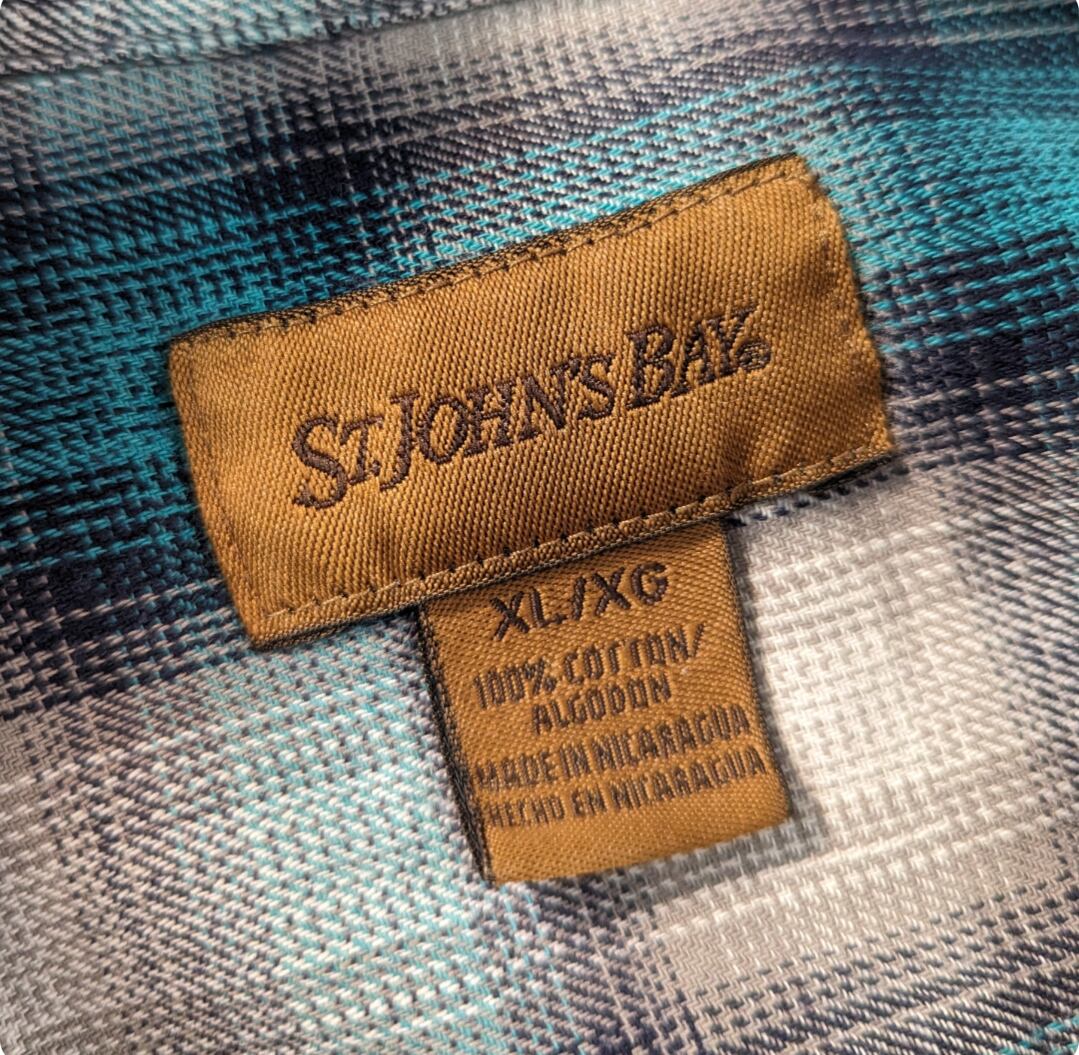 ST. JOHN'S BAY®
XL/XG
100% COTTON/
ALGODON
MADE IN NICARAGUA
HECHO EN NICARAGUA